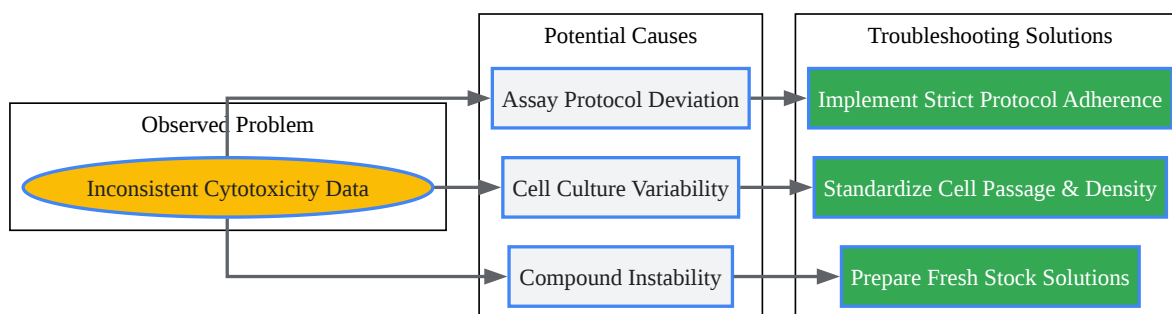 Potential Causes
Troubleshooting Solutions
Assay Protocol Deviation
Implement Strict Protocol Adherence
Observed Problem
Inconsistent Cytotoxicity Data
Cell Culture Variability
Standardize Cell Passage & Density
Compound Instability
Prepare Fresh Stock Solutions